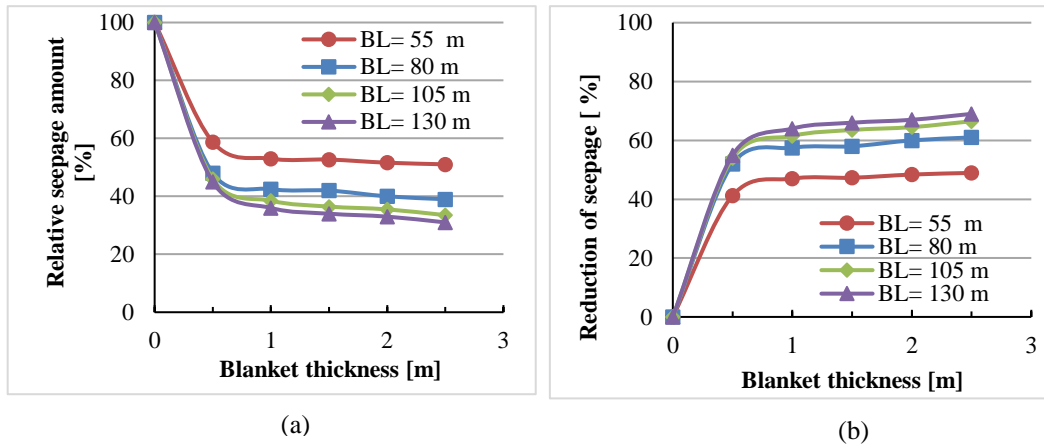 Relative seepage amount
[%]
100
80
60
40
20
0
BL= 55 m
BL= 80 m
BL= 105 m
BL= 130 m
0 1 2 3
Blanket thickness [m]
(a)
Reduction of seepage [ %]
100
80
60
40
20
0
BL= 55 m
BL= 80 m
BL= 105 m
BL= 130 m
0 1 2 3
Blanket thickness [m]
(b)